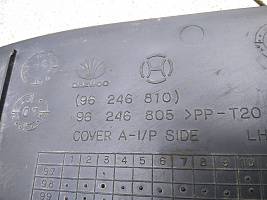 DAEWOO
(96 246 810)
96 246 805 >PP-T20
COVER A-I/P SIDE LH
1 2 3 4 5 6 7 8 9 10
97
98
99